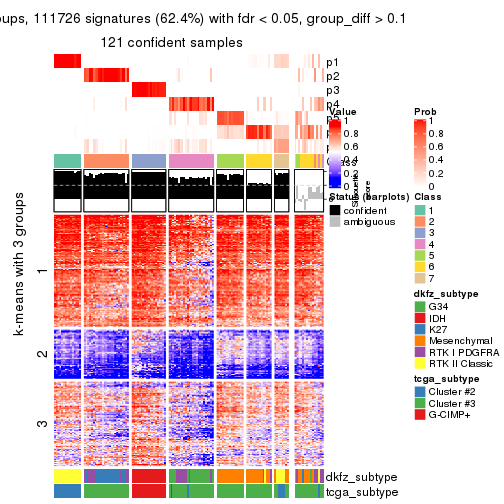 oups, 111726 signatures (62.4%) with fdr < 0.05, group_diff > 0.1
121 confident samples
p1
p2
p3
p4
k-means with 3 groups
1
2
3
dkfz_subtype
tcga_subtype
Value
1
0.8
0.6
0.4
0.2
0
Status (barplots)
confident
ambiguous
Prob
1
0.8
0.6
0.4
0.2
0
Class
1
2
3
4
5
6
7
dkfz_subtype
G34
IDH
K27
Mesenchymal
RTK I PDGFRA
RTK II Classic
tcga_subtype
Cluster #2
Cluster #3
G-CIMP+